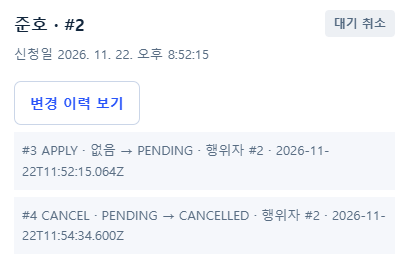 준호 · #2
대기 취소
신청일 2026. 11. 22. 오후 8:52:15
변경 이력 보기
#3 APPLY · 없음 → PENDING · 행위자 #2 · 2026-11-
22T11:52:15.064Z
#4 CANCEL · PENDING → CANCELLED · 행위자 #2 · 2026-11-
22T11:54:34.600Z